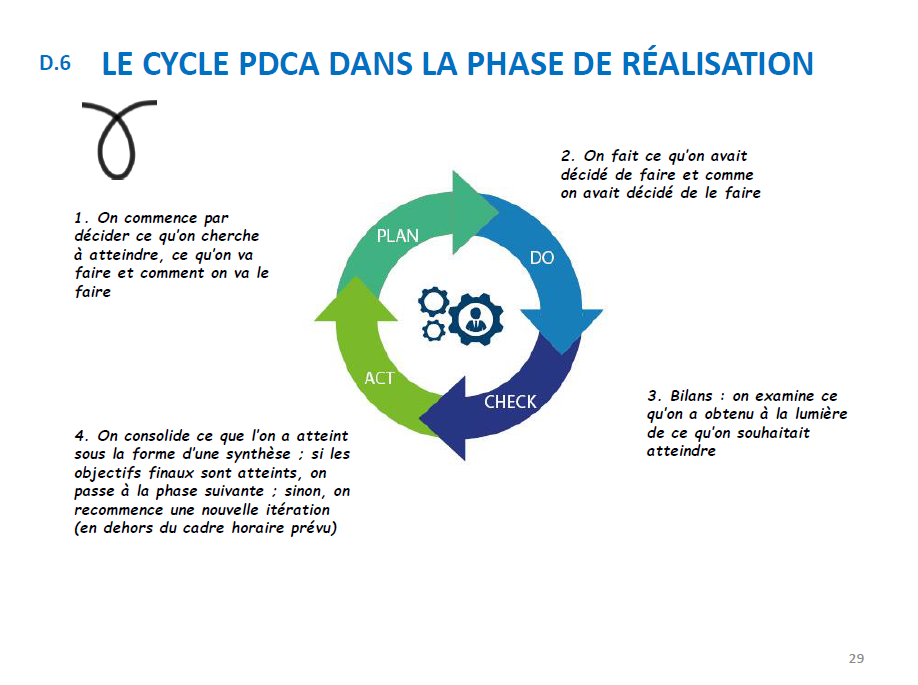 D.6 LE CYCLE PDCA DANS LA PHASE DE RÉALISATION
1. On commence par
décider ce qu'on cherche
à atteindre, ce qu'on va
faire et comment on va le
faire
2. On fait ce qu'on avait
décidé de faire et comme
on avait décidé de le faire
PLAN
DO
CHECK
ACT
3. Bilans : on examine ce
qu'on a obtenu à la lumière
de ce qu'on souhaitait
atteindre
4. On consolide ce que l'on a atteint
sous la forme d'une synthèse ; si les
objectifs finaux sont atteints, on
passe à la phase suivante ; sinon, on
recommence une nouvelle itération
(en dehors du cadre horaire prévu)
29